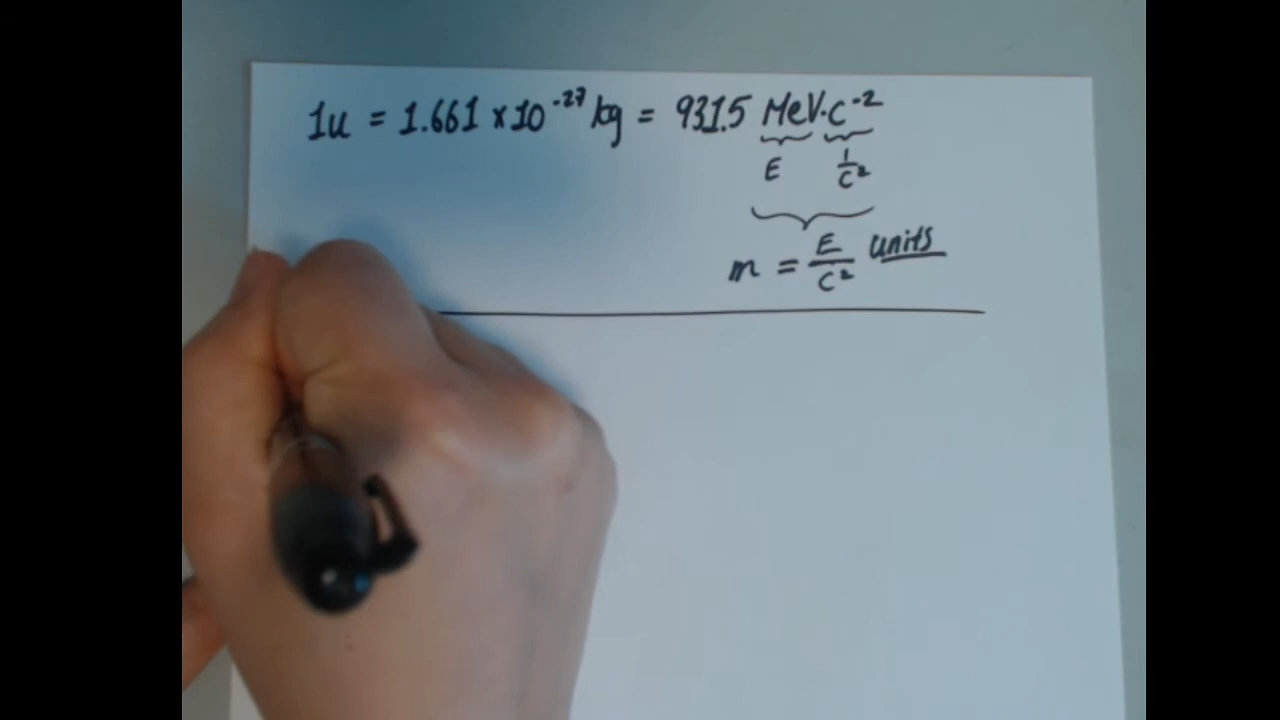 1u = 1.661 × 10⁻²⁷ kg = 931.5 MeV·c⁻²
E 1/c²
m = E/c² units